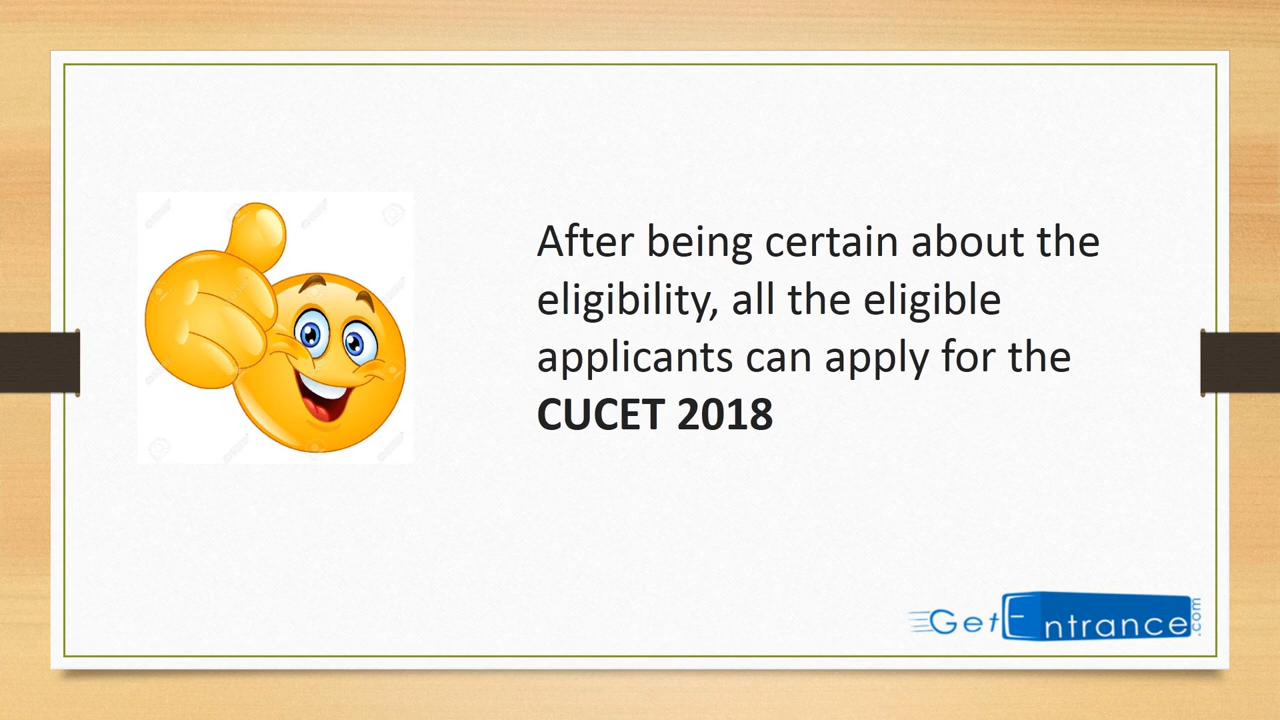 After being certain about the
eligibility, all the eligible
applicants can apply for the
CUCET 2018
GetEntrance.com